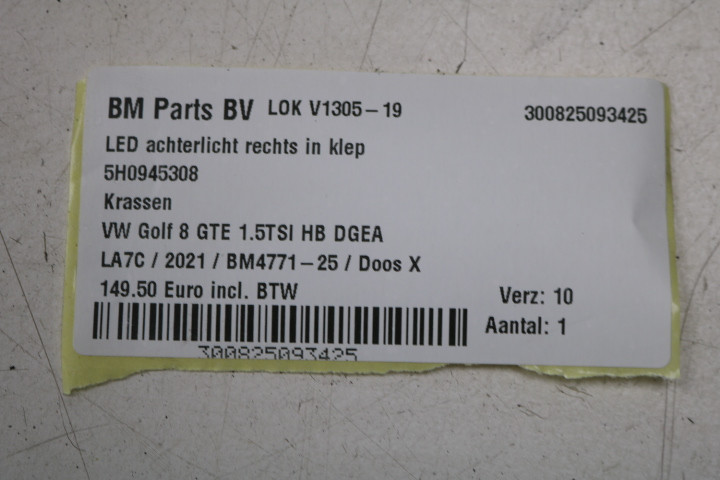 BM Parts BV LOK V1305-19 300825093425
LED achterlicht rechts in klep
5H0945308
Krassen
VW Golf 8 GTE 1.5TSI HB DGEA
LA7C / 2021 / BM4771-25 / Doos X
149.50 Euro incl. BTW Verz: 10
Aantal: 1
300825093425